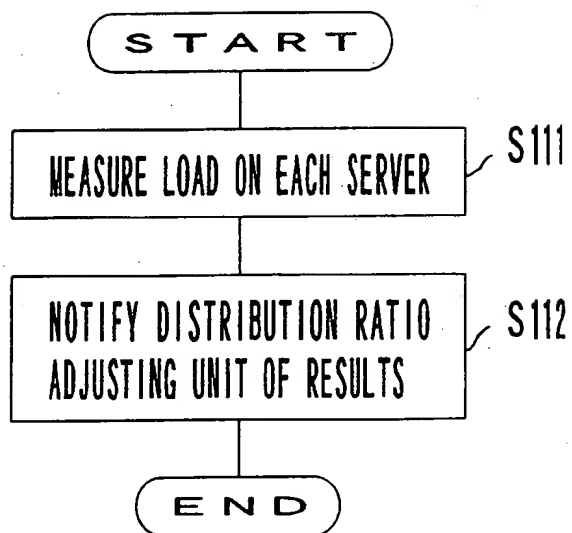 START
MEASURE LOAD ON EACH SERVER
S111
NOTIFY DISTRIBUTION RATIO
ADJUSTING UNIT OF RESULTS
S112
END